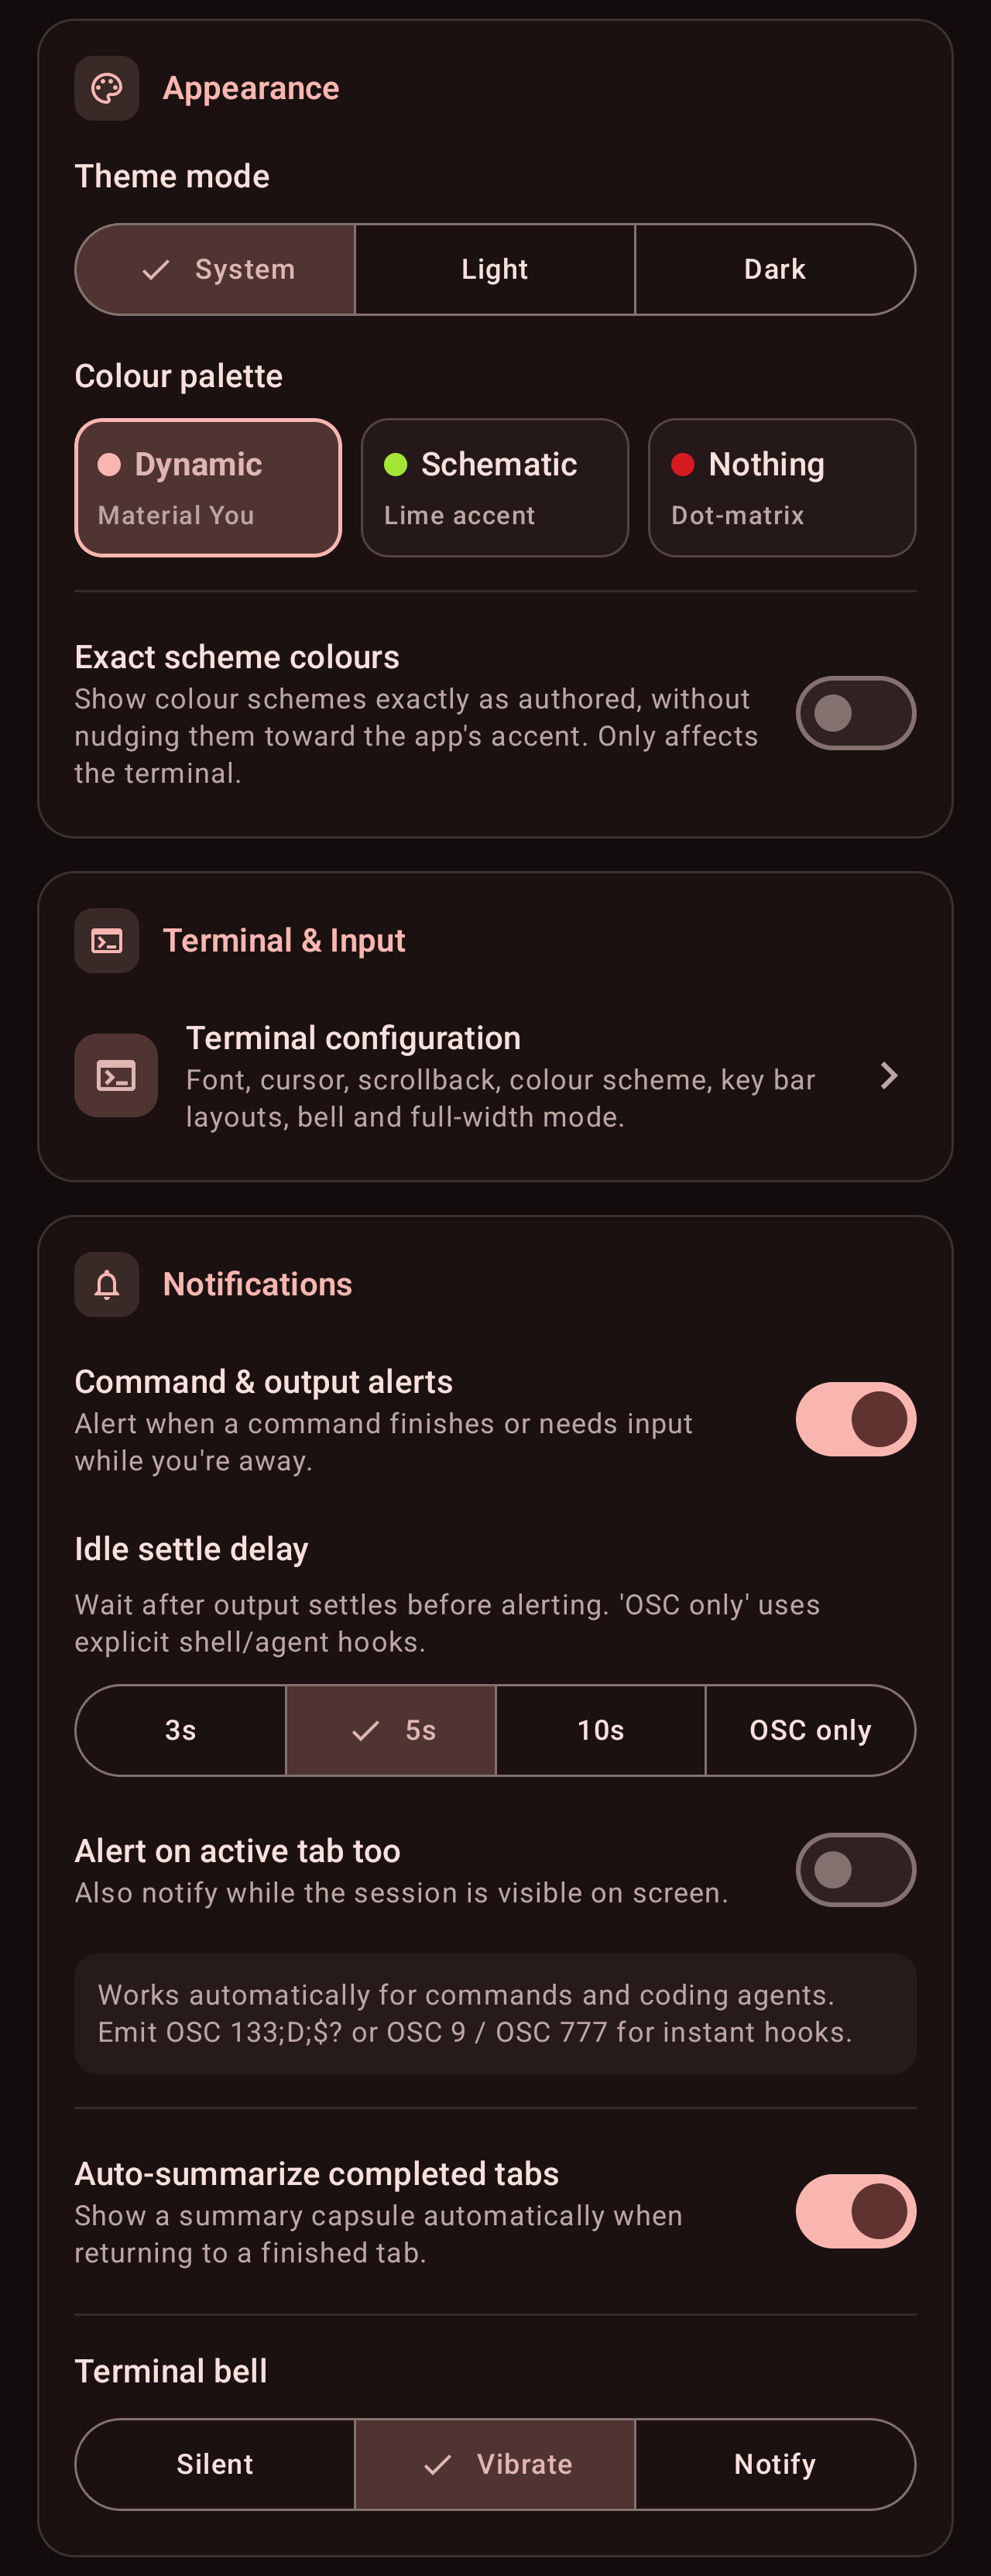 Appearance
Theme mode
System
Light
Dark
Colour palette
Dynamic
Material You
Schematic
Lime accent
Nothing
Dot-matrix
Exact scheme colours
Show colour schemes exactly as authored, without
nudging them toward the app's accent. Only affects
the terminal.
Terminal & Input
Terminal configuration
Font, cursor, scrollback, colour scheme, key bar
layouts, bell and full-width mode.
Notifications
Command & output alerts
Alert when a command finishes or needs input
while you're away.
Idle settle delay
Wait after output settles before alerting. 'OSC only' uses
explicit shell/agent hooks.
3s
5s
10s
OSC only
Alert on active tab too
Also notify while the session is visible on screen.
Works automatically for commands and coding agents.
Emit OSC 133;D;$? or OSC 9 / OSC 777 for instant hooks.
Auto-summarize completed tabs
Show a summary capsule automatically when
returning to a finished tab.
Terminal bell
Silent
Vibrate
Notify